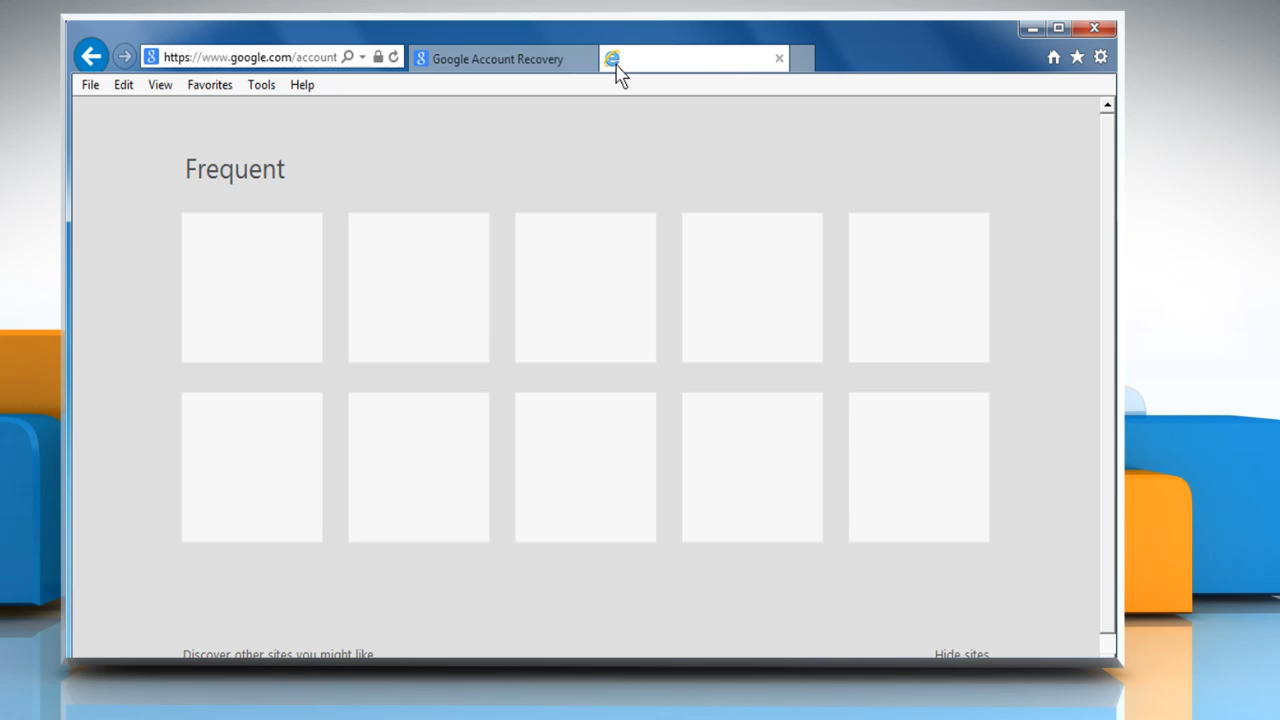 https://www.google.com/account
Google Account Recovery
File Edit View Favorites Tools Help
Frequent
Discover other sites you might like
Hide sites